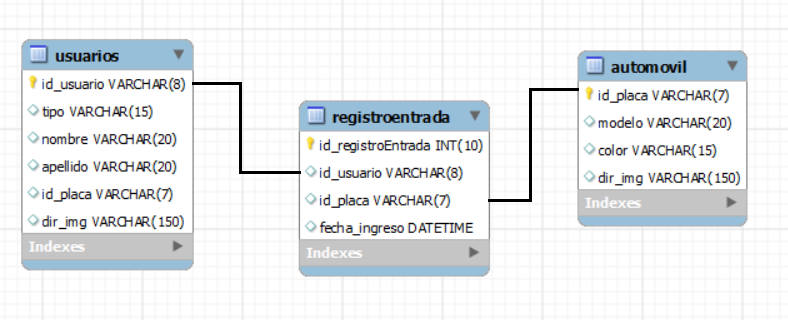 usuarios
id_usuario VARCHAR(8)
tipo VARCHAR(15)
nombre VARCHAR(20)
apellido VARCHAR(20)
id_placa VARCHAR(7)
dir_img VARCHAR(150)
Indexes
registroentrada
id_registroEntrada INT(10)
id_usuario VARCHAR(8)
id_placa VARCHAR(7)
fecha_ingreso DATETIME
Indexes
automovil
id_placa VARCHAR(7)
modelo VARCHAR(20)
color VARCHAR(15)
dir_img VARCHAR(150)
Indexes